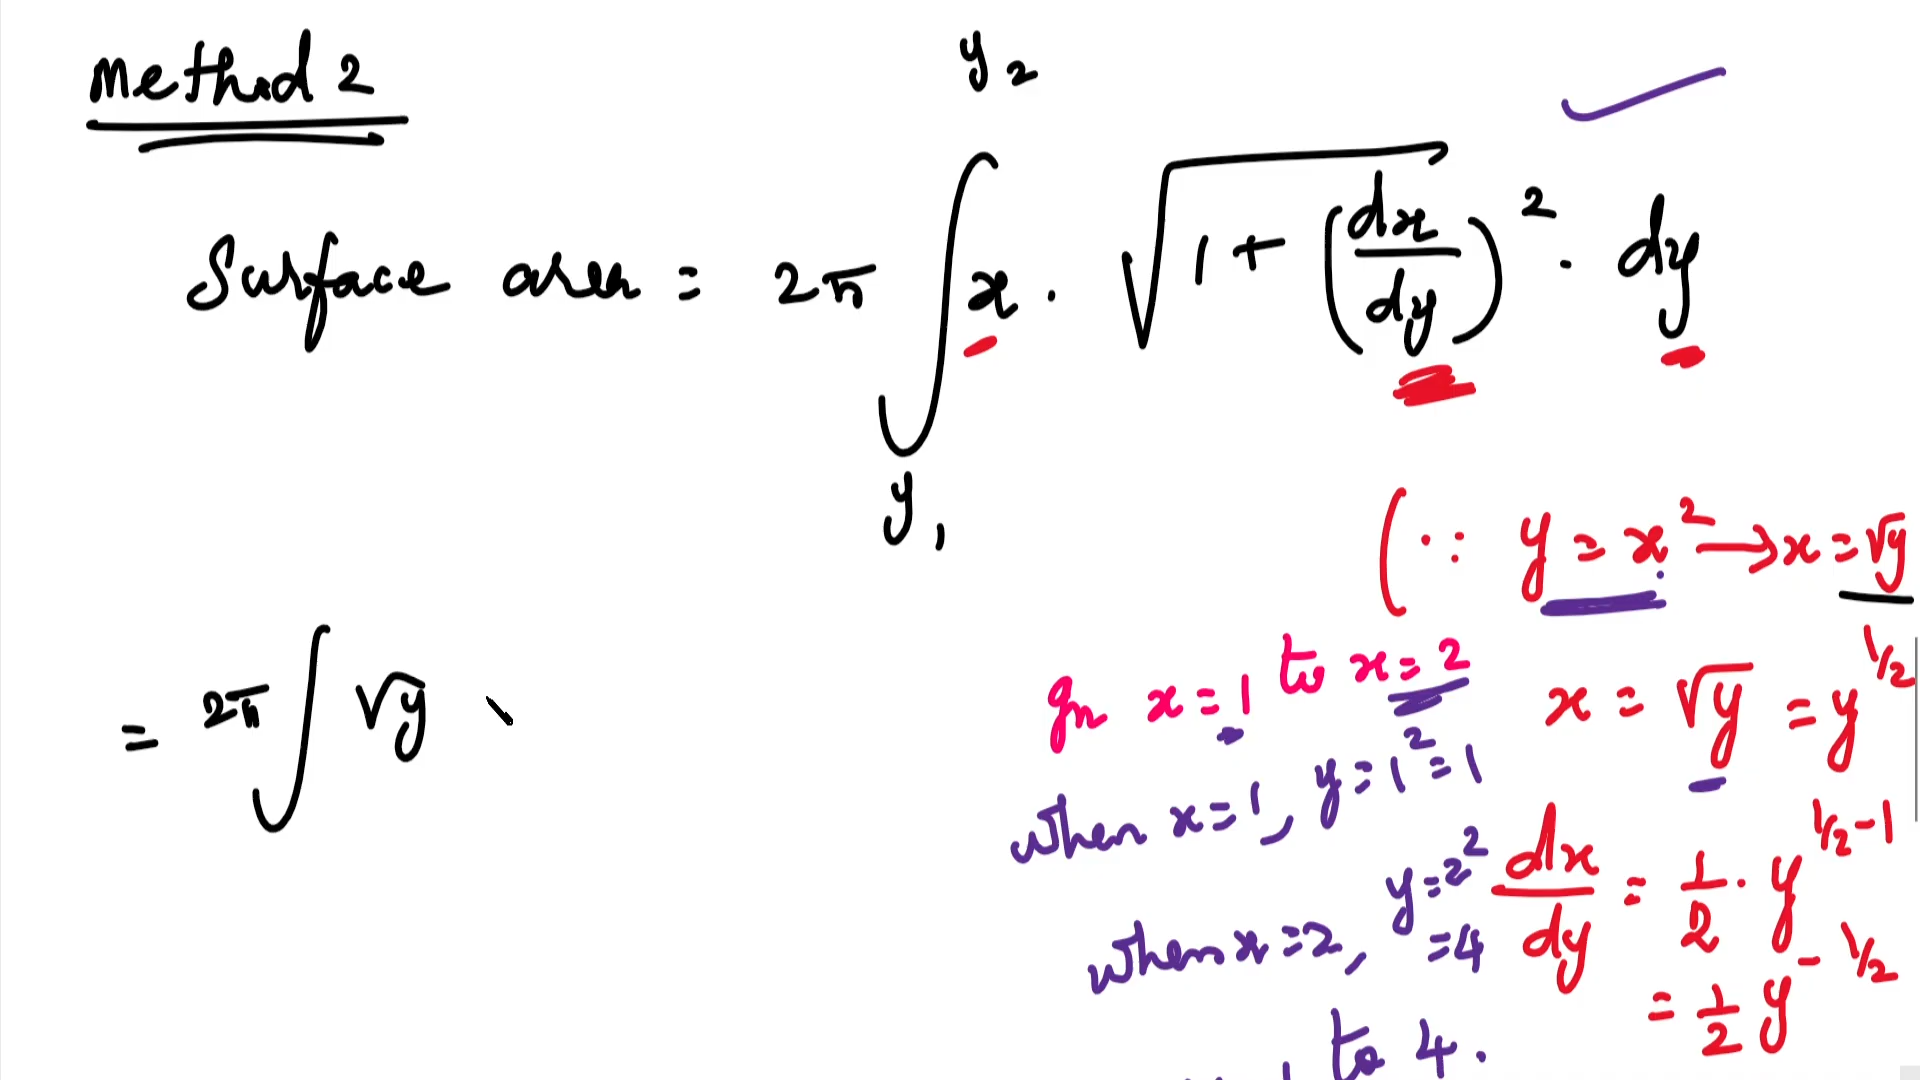 Method 2
Surface area = 2π ∫_{y₁}^{y₂} x . √(1 + (dx/dy)²) . dy
(∵ y = x² → x = √y
gn x = 1 to x = 2
x = √y = y^{1/2}
when x = 1, y = 1² = 1
when x = 2, y = 2² = 4
dx/dy = 1/2 . y^{1/2 - 1}
= 1/2 y^{-1/2}
to 4.
= 2π ∫ √y